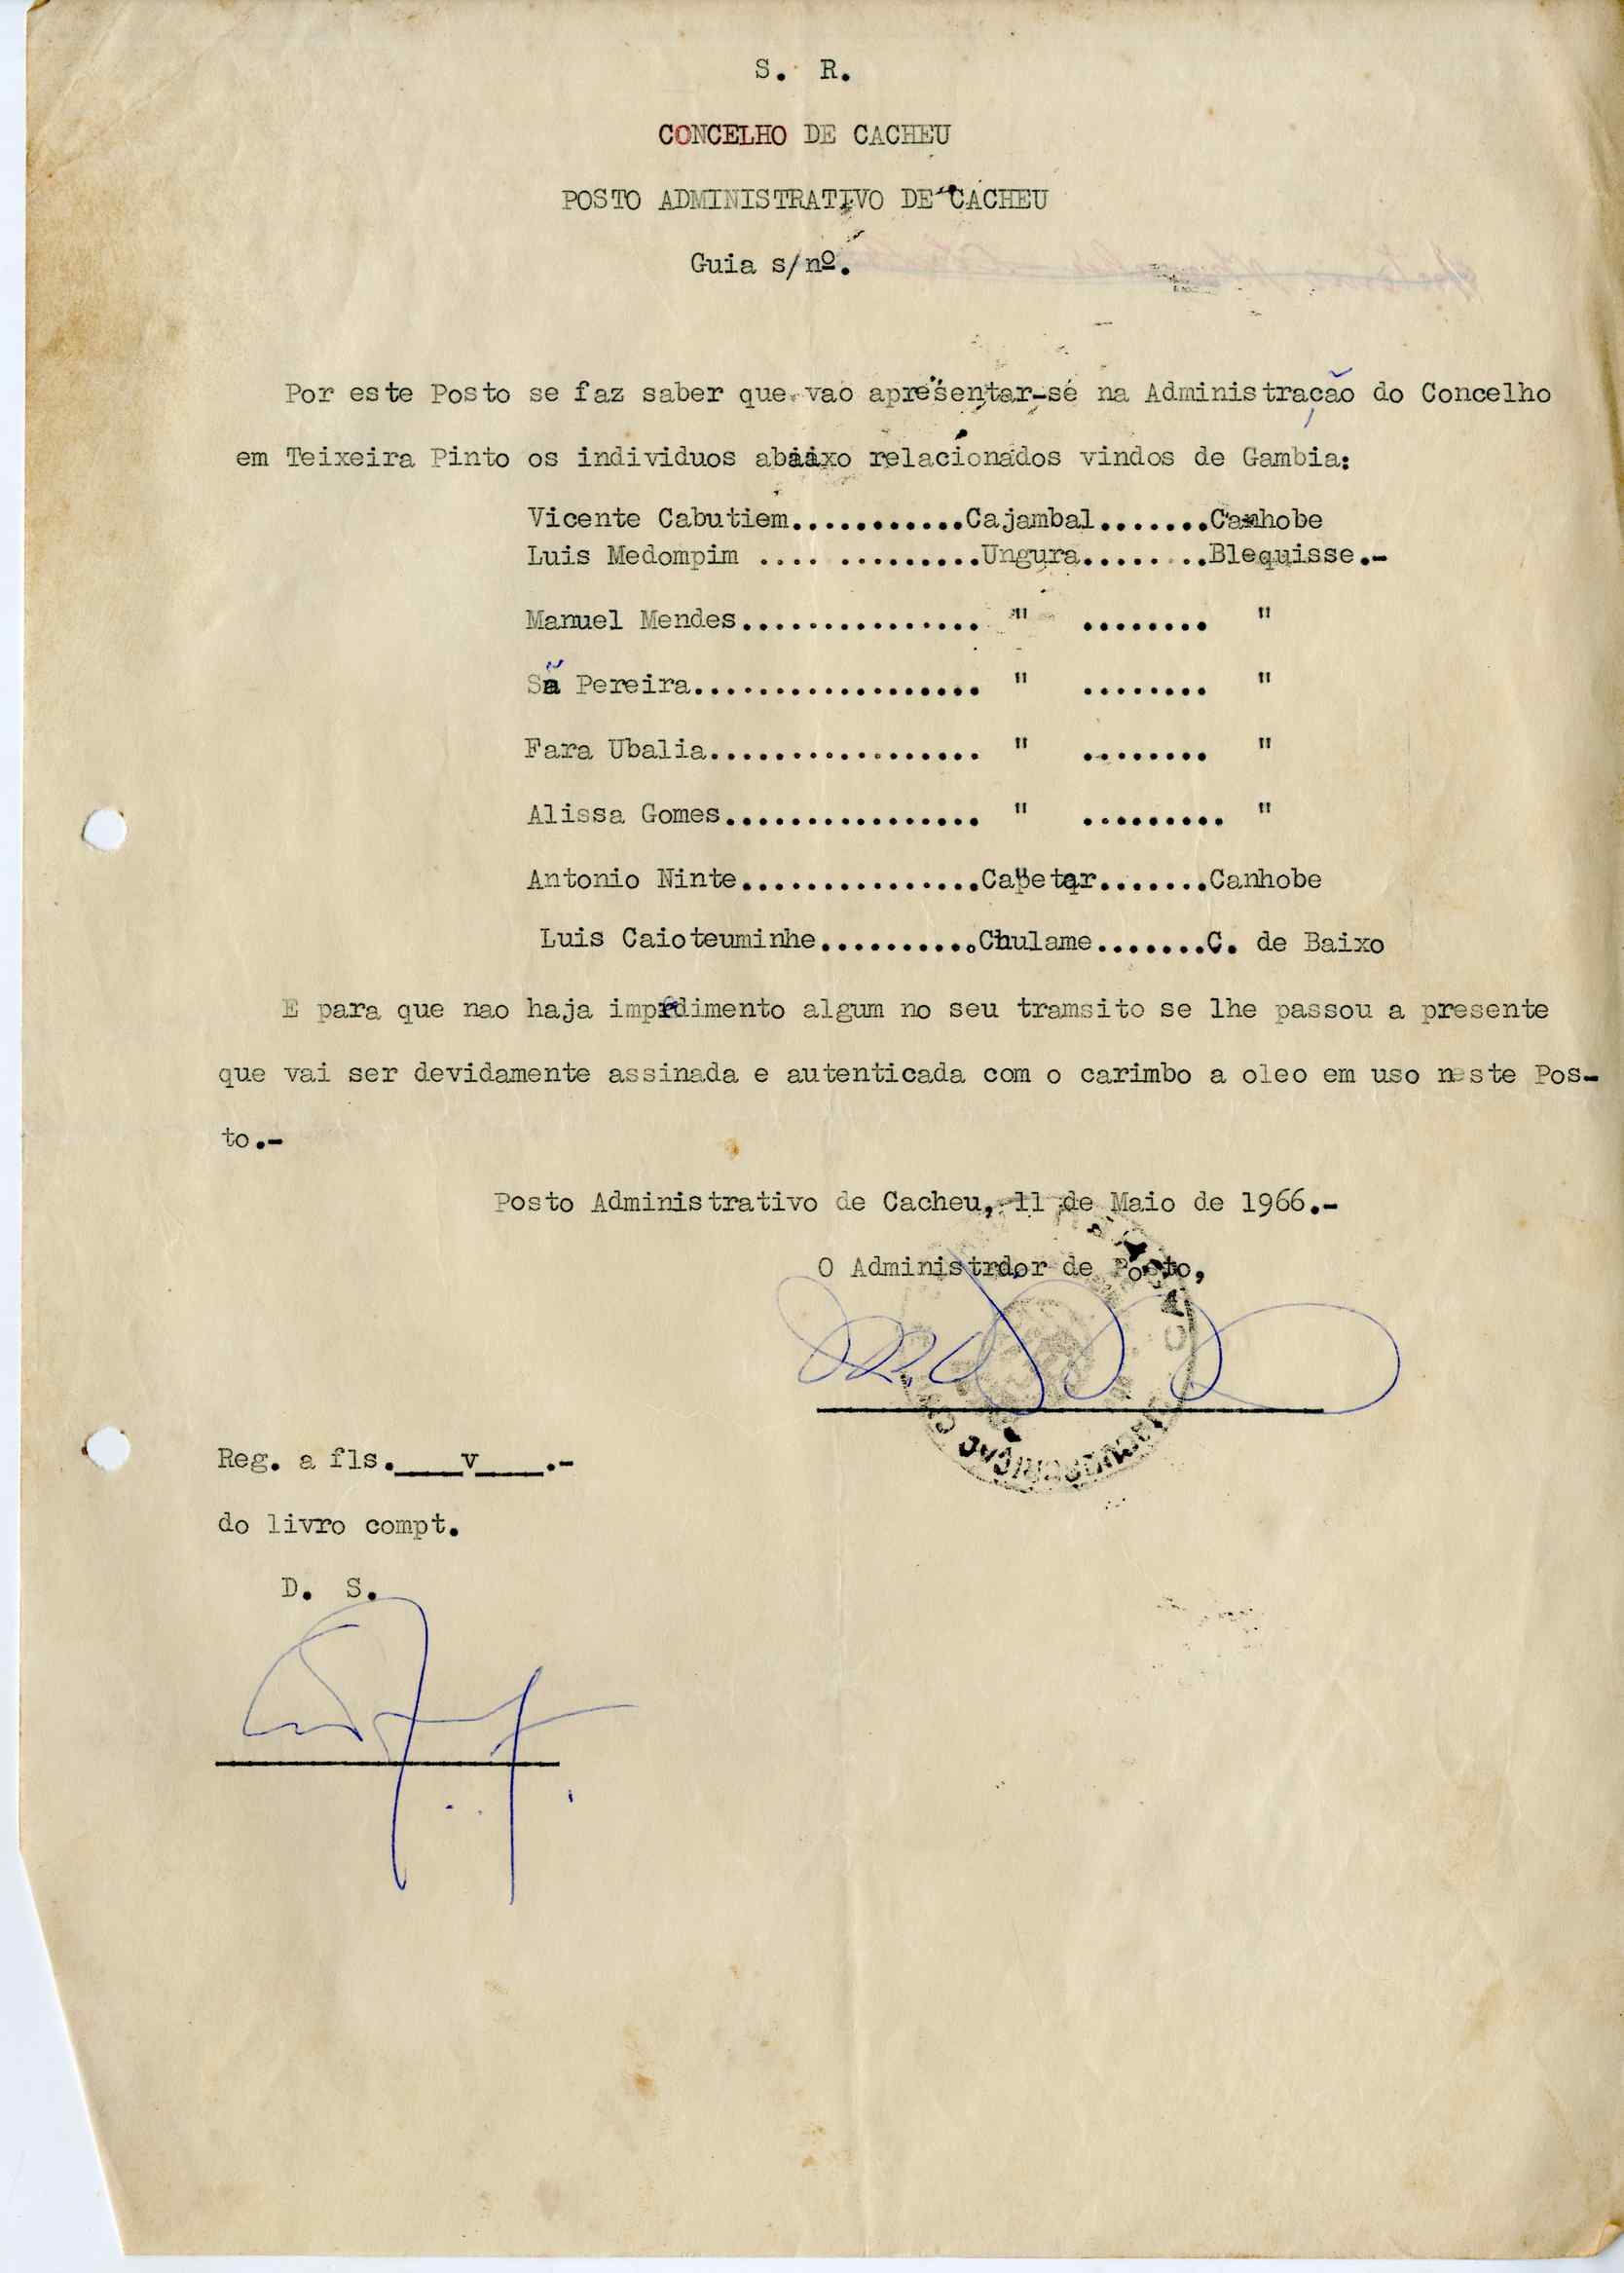 S. R.
CONCELHO DE CACHEU
POSTO ADMINISTRATIVO DE CACHEU
Guia s/nº.
Por este Posto se faz saber que vao apresentar-se na Administração do Concelho
em Teixeira Pinto os individuos abaixo relacionados vindos de Gambia:
Vicente Cabutiem...........Cajambal.......Canhobe
Luis Medompim .... .........Ungura........Blequisse.-
Manuel Mendes............... " ........ "
Sã Pereira.................. " ........ "
Fara Ubalia................. " ........ "
Alissa Gomes................ " ......... "
Antonio Ninte...............Capetar.......Canhobe
Luis Caioteuminhe..........Chulame.......C. de Baixo
E para que nao haja impedimento algum no seu tramsito se lhe passou a presente
que vai ser devidamente assinada e autenticada com o carimbo a oleo em uso neste Pos-
to.-
Posto Administrativo de Cacheu, 11 de Maio de 1966.-
O Administrdor de Posto,
Reg. a fls.____v____.-
do livro compt.
D. S.